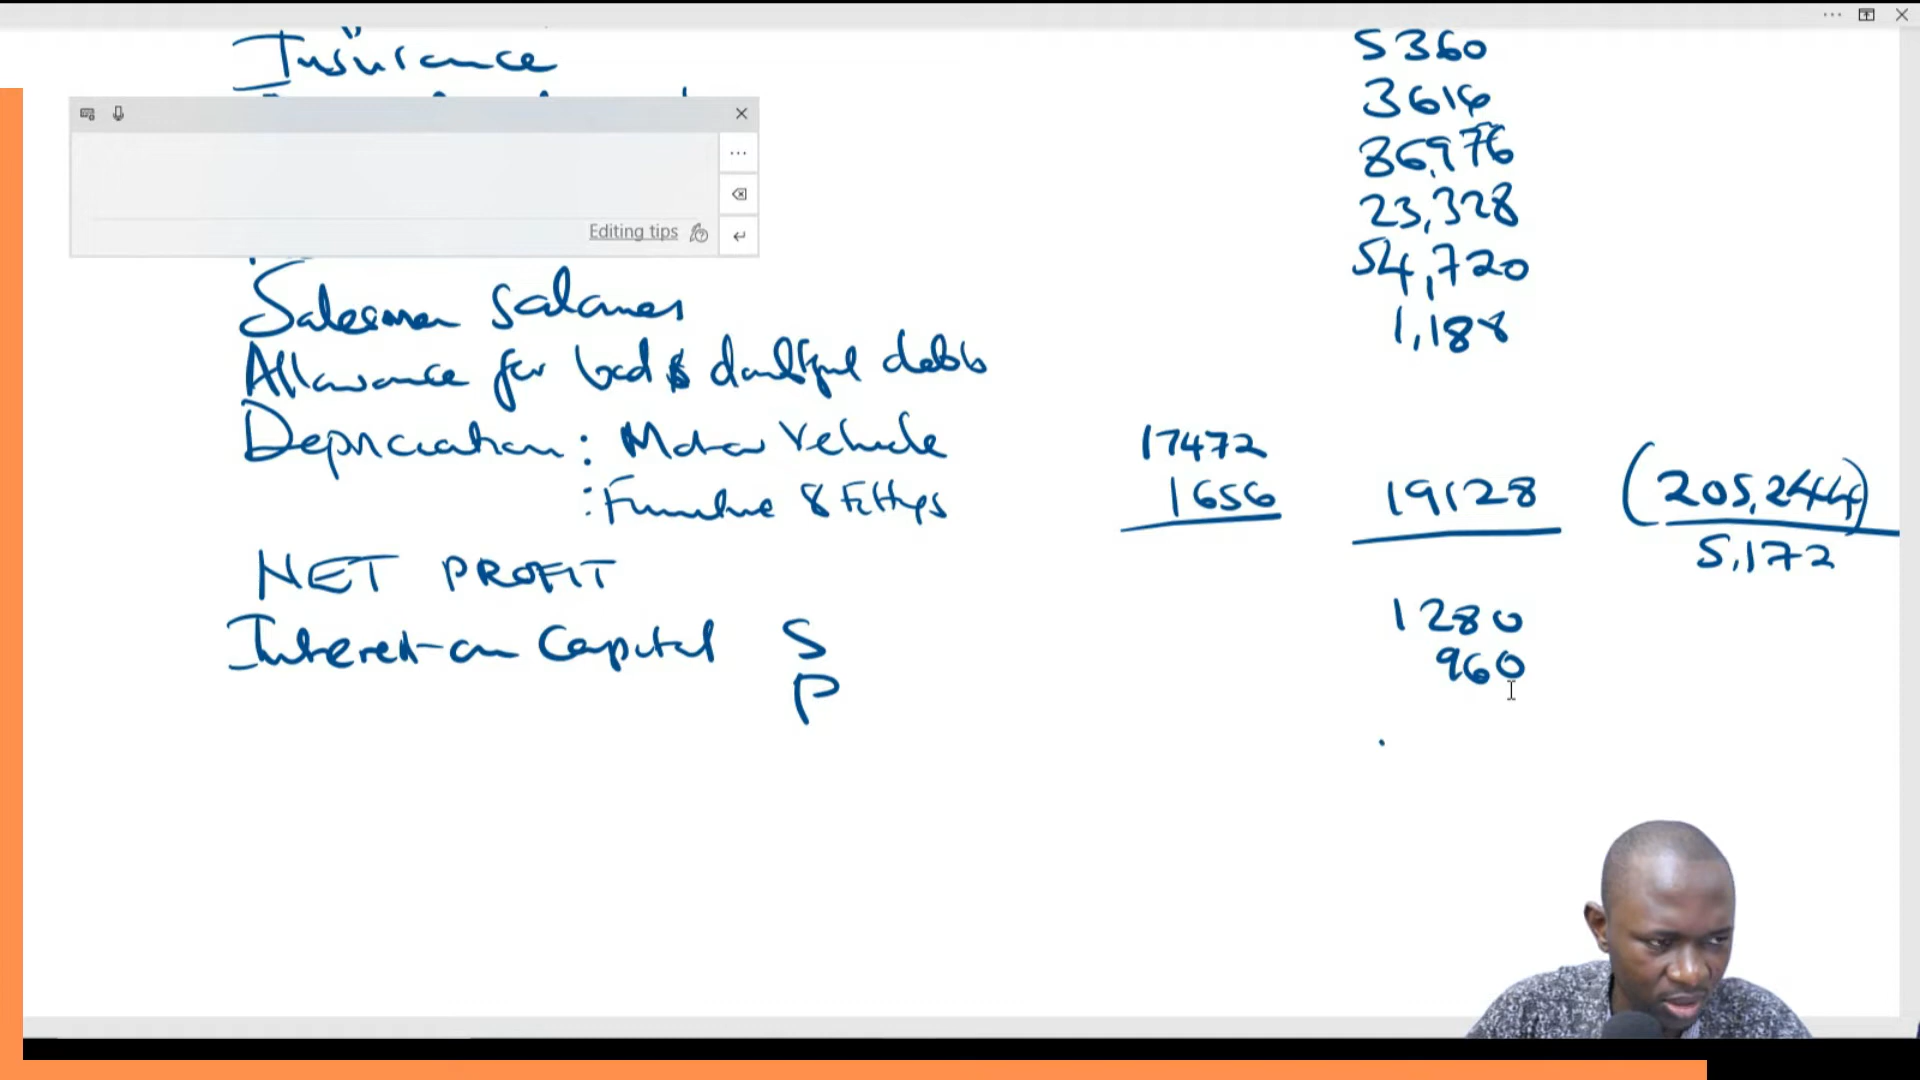 Insurance 5360
3616
86,976
23,328
54,720
Editing tips
Salesmen Salaries 1,188
Allowance for bad & doubtful debts
Depreciation : Motor Vehicle 17472
: Furniture & Fittings 1656 19128 (205,244)
NET PROFIT 5,172
Interest on Capital S 1280
P 960